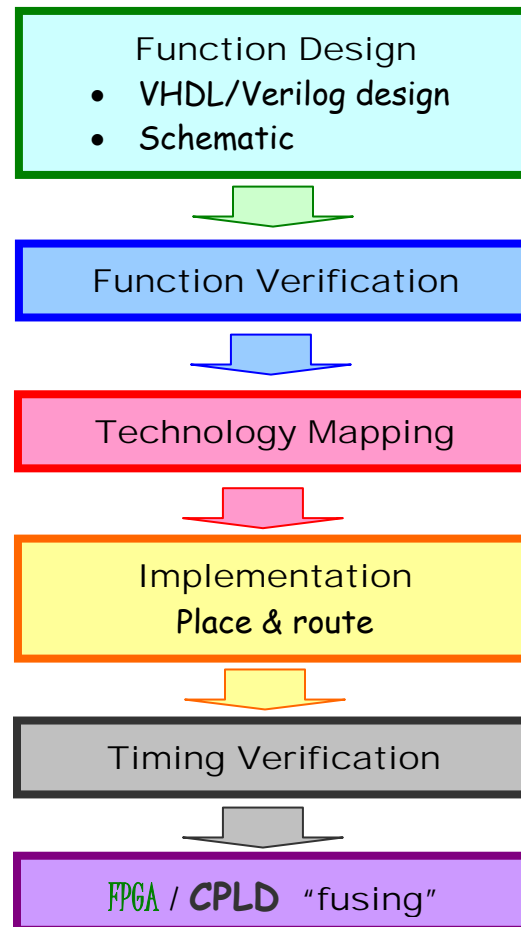 Function Design
• VHDL/Verilog design
• Schematic
Function Verification
Technology Mapping
Implementation
Place & route
Timing Verification
FPGA / CPLD “fusing”